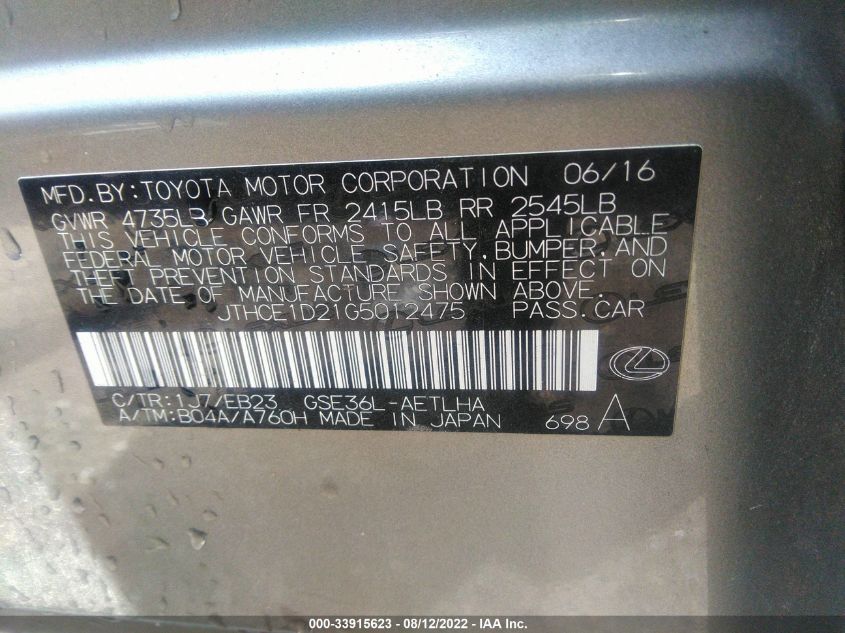 MFD.BY:TOYOTA MOTOR CORPORATION 06/16
GVWR 4735LB GAWR FR 2415LB RR 2545LB
THIS VEHICLE CONFORMS TO ALL APPLICABLE
FEDERAL MOTOR VEHICLE SAFETY,BUMPER,AND
THEFT PREVENTION STANDARDS IN EFFECT ON
THE DATE OF MANUFACTURE SHOWN ABOVE.
JTHCE1D21G5012475 PASS.CAR
C/TR:1J7/EB23 GSE36L-AETLHA
A/TM:B04A/A760H MADE IN JAPAN 698 A
000-33915623 - 08/12/2022 - IAA Inc.